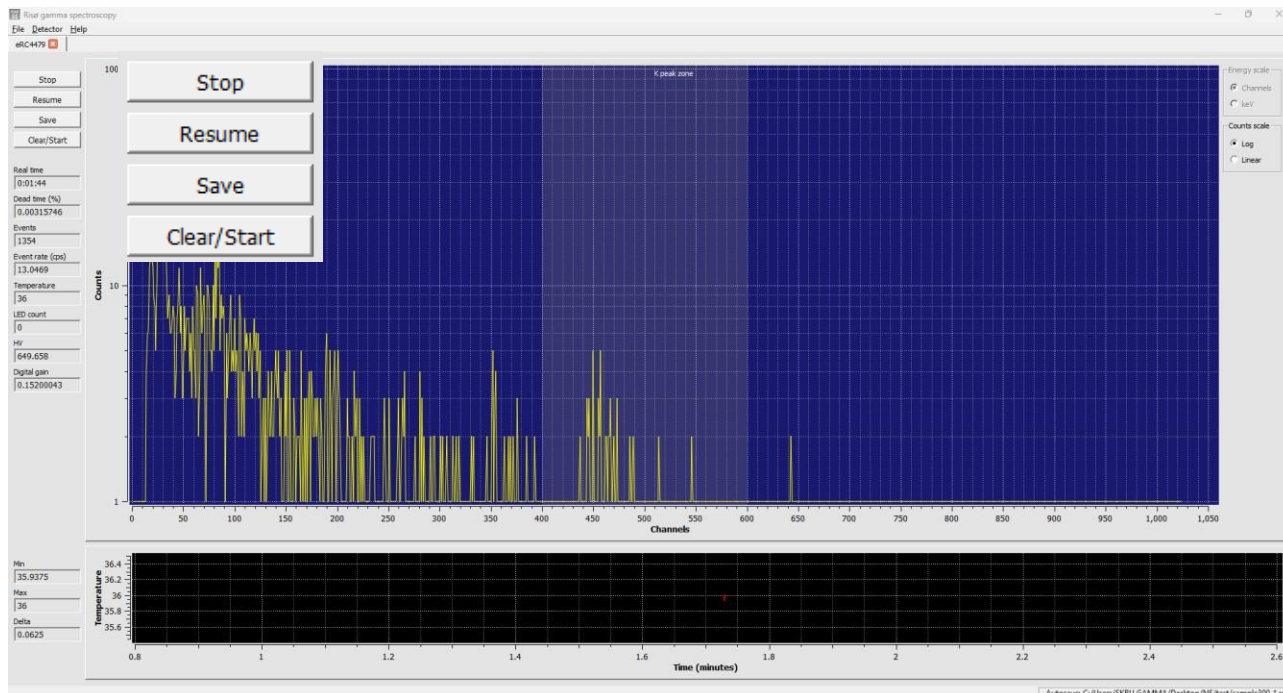 Risø gamma spectroscopy
File Detector Help
eRC4479
Stop
Resume
Save
Clear/Start
Real time
0:01:44
Dead time (%)
0.00315746
Events
1354
Event rate (cps)
13.0469
Temperature
36
LED count
0
HV
649.658
Digital gain
0.15200043
Stop
Resume
Save
Clear/Start
K peak zone
100
10
1
Counts
0 50 100 150 200 250 300 350 400 450 500 550 600 650 700 750 800 850 900 950 1,000 1,050
Channels
Energy scale
Channels
keV
Counts scale
Log
Linear
Min
35.9375
Max
36
Delta
0.0625
Temperature
36.4
36.2
36
35.8
35.6
0.8 1 1.2 1.4 1.6 1.8 2 2.2 2.4 2.6
Time (minutes)